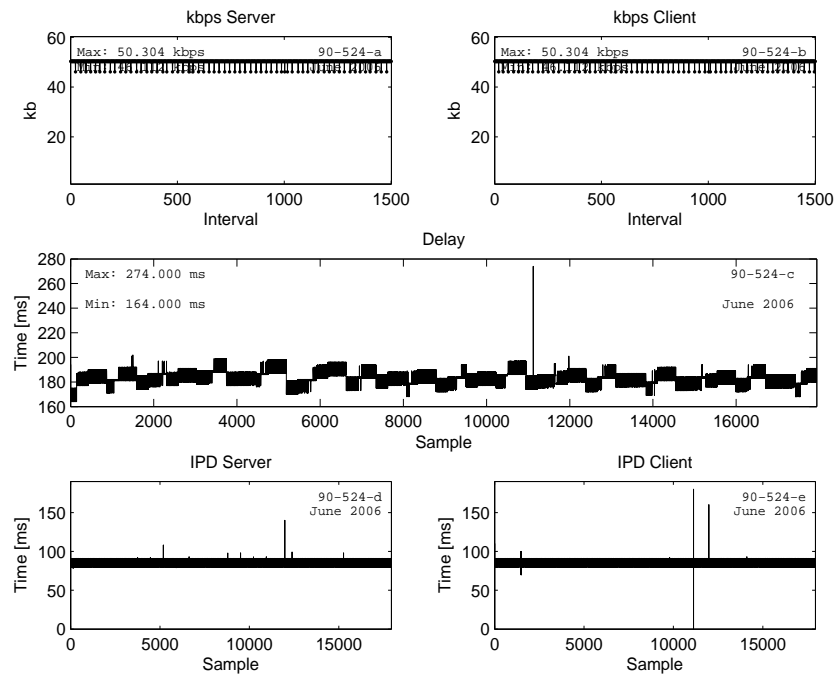 kbps Server
kbps Client
60
40
20
kb
Max: 50.304 kbps
90-524-a
June 2006
0
500
1000
1500
Interval
60
40
20
kb
Max: 50.304 kbps
90-524-b
June 2006
0
500
1000
1500
Interval
Delay
280
260
240
220
200
180
160
Time [ms]
Max: 274.000 ms
90-524-c
Min: 164.000 ms
June 2006
0
2000
4000
6000
8000
10000
12000
14000
16000
Sample
IPD Server
IPD Client
150
100
50
0
Time [ms]
90-524-d
June 2006
0
5000
10000
15000
Sample
150
100
50
0
Time [ms]
90-524-e
June 2006
0
5000
10000
15000
Sample